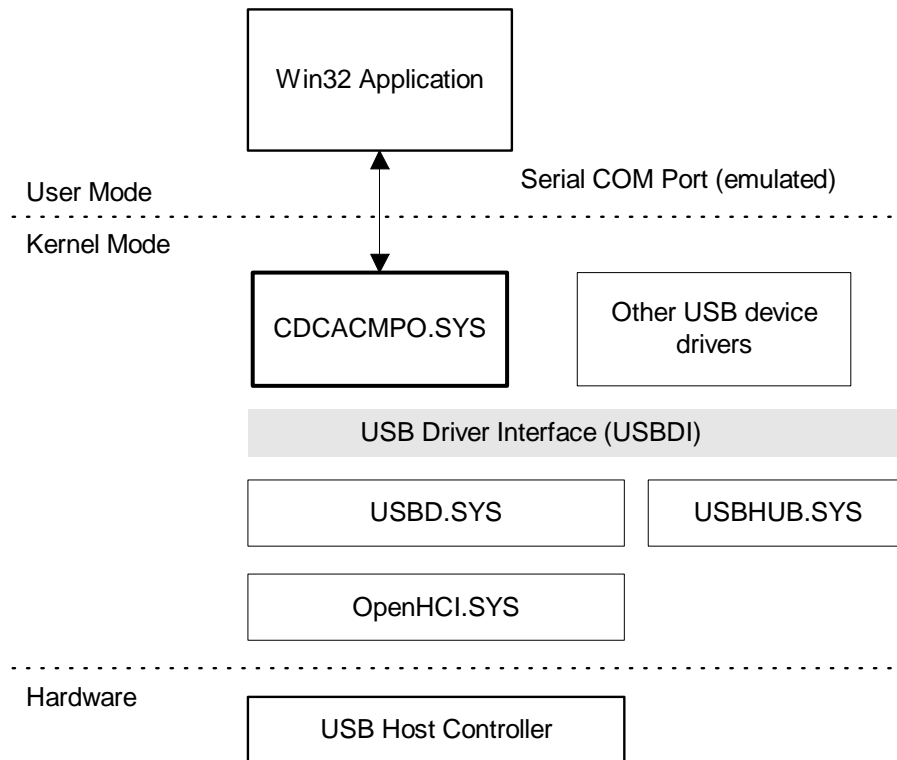 Win32 Application
Serial COM Port (emulated)
User Mode
Kernel Mode
CDCACMPO.SYS
Other USB device
drivers
USB Driver Interface (USBDI)
USBD.SYS
USBHUB.SYS
OpenHCI.SYS
Hardware
USB Host Controller